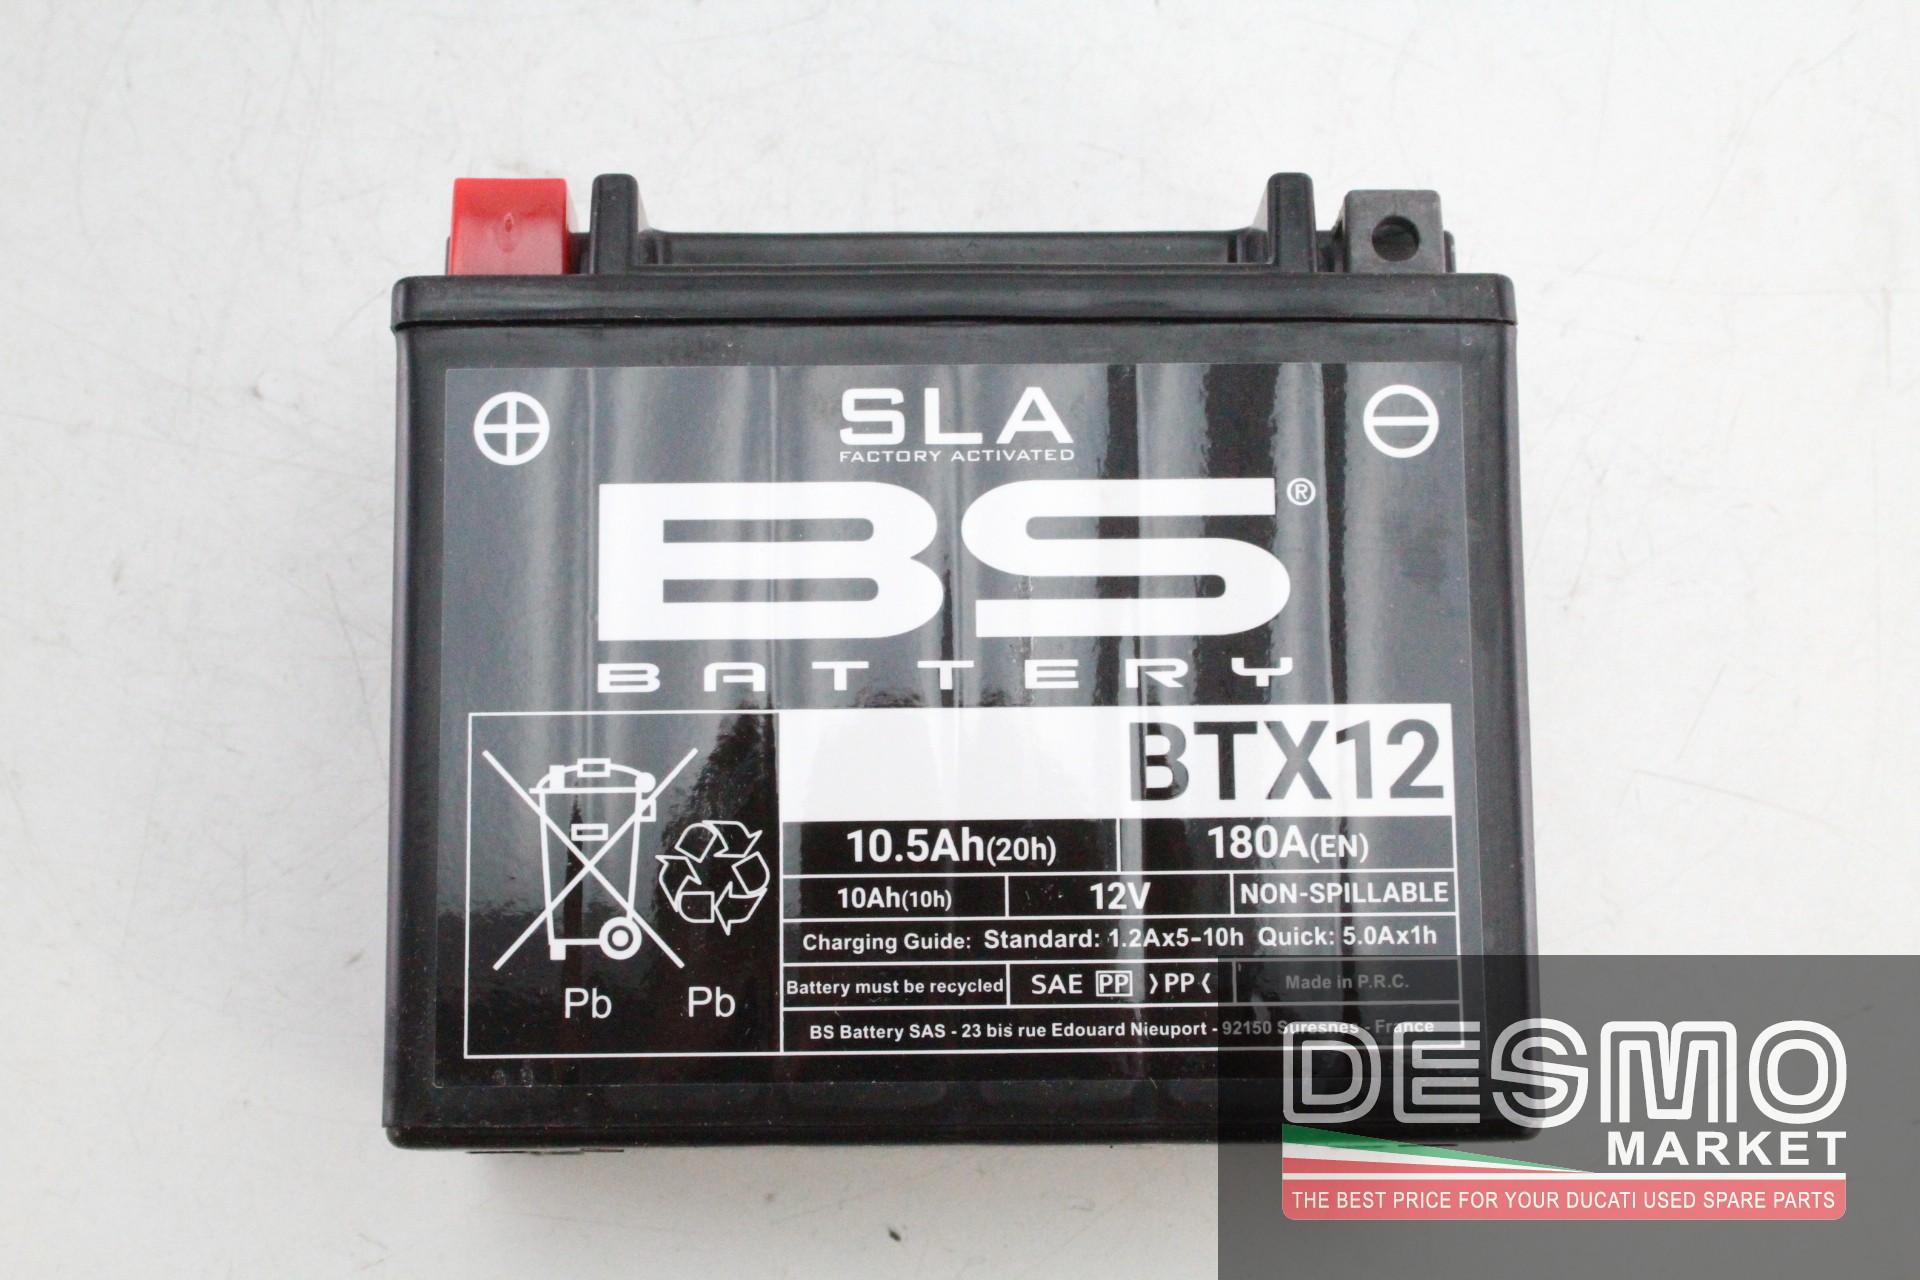 SLA
FACTORY ACTIVATED
BS®
BATTERY
BTX12
10.5Ah(20h) 180A(EN)
10Ah(10h) 12V NON-SPILLABLE
Charging Guide: Standard: 1.2Ax5-10h Quick: 5.0Ax1h
Battery must be recycled SAE PP >PP< Made in P.R.C.
BS Battery SAS - 23 bis rue Edouard Nieuport - 92150 Suresnes - France
Pb Pb
DESMO
MARKET
THE BEST PRICE FOR YOUR DUCATI USED SPARE PARTS